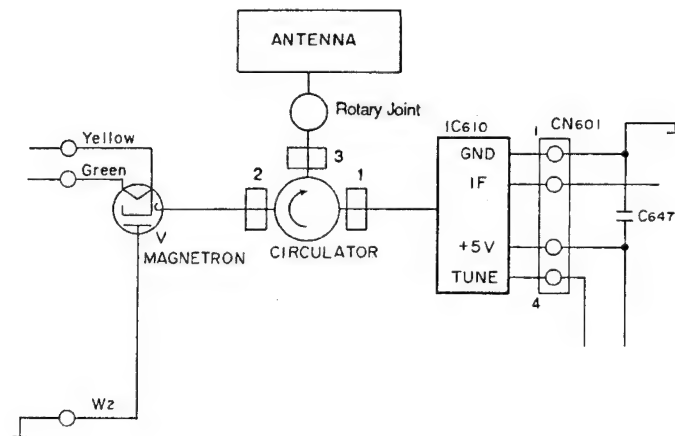 ANTENNA
Rotary Joint
Yellow
Green
3
2
1
V
MAGNETRON
CIRCULATOR
IC610
1
CN601
GND
IF
+5V
TUNE
4
C647
W2